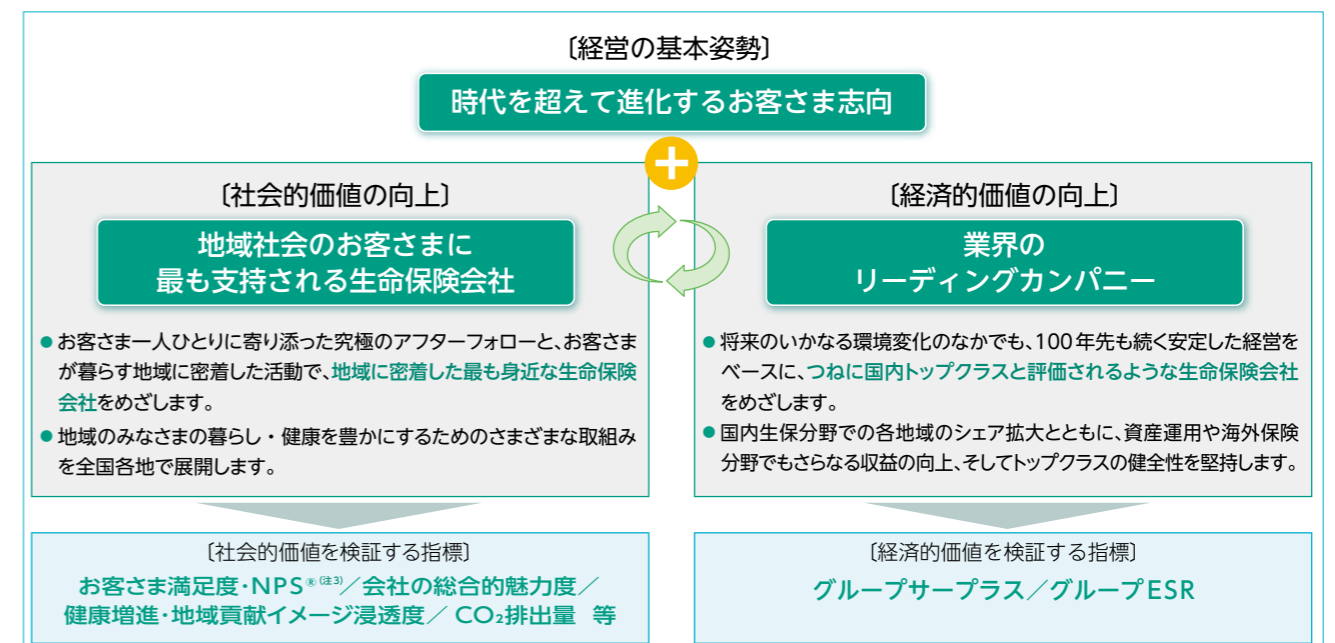 〔経営の基本姿勢〕
時代を超えて進化するお客さま志向
〔社会的価値の向上〕
地域社会のお客さまに
最も支持される生命保険会社
●お客さま一人ひとりに寄り添った究極のアフターフォローと、お客さま
が暮らす地域に密着した活動で、地域に密着した最も身近な生命保険
会社をめざします。
●地域のみなさまの暮らし・健康を豊かにするためのさまざまな取組み
を全国各地で展開します。
〔社会的価値を検証する指標〕
お客さま満足度・NPS®(注3)／会社の総合的魅力度／
健康増進・地域貢献イメージ浸透度／CO₂排出量 等
〔経済的価値の向上〕
業界の
リーディングカンパニー
●将来のいかなる環境変化のなかでも、100年先も続く安定した経営を
ベースに、つねに国内トップクラスと評価されるような生命保険会社
をめざします。
●国内生保分野での各地域のシェア拡大とともに、資産運用や海外保険
分野でもさらなる収益の向上、そしてトップクラスの健全性を堅持します。
〔経済的価値を検証する指標〕
グループサープラス／グループESR